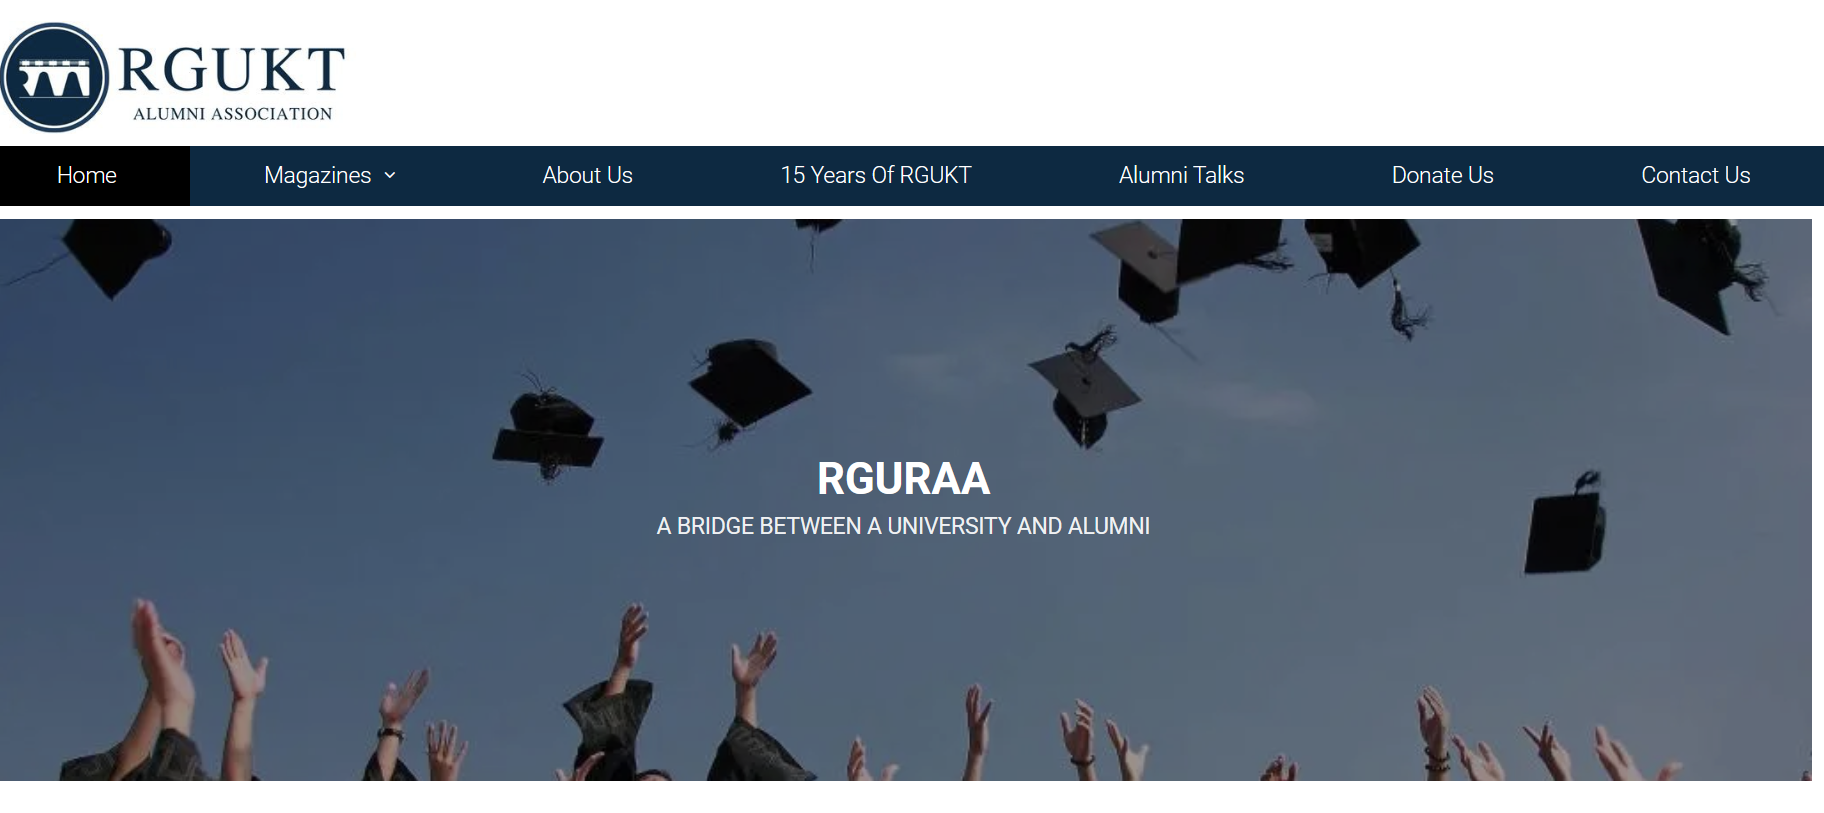 RGUKT
ALUMNI ASSOCIATION
Home Magazines About Us 15 Years Of RGUKT Alumni Talks Donate Us Contact Us
RGURAA
A BRIDGE BETWEEN A UNIVERSITY AND ALUMNI